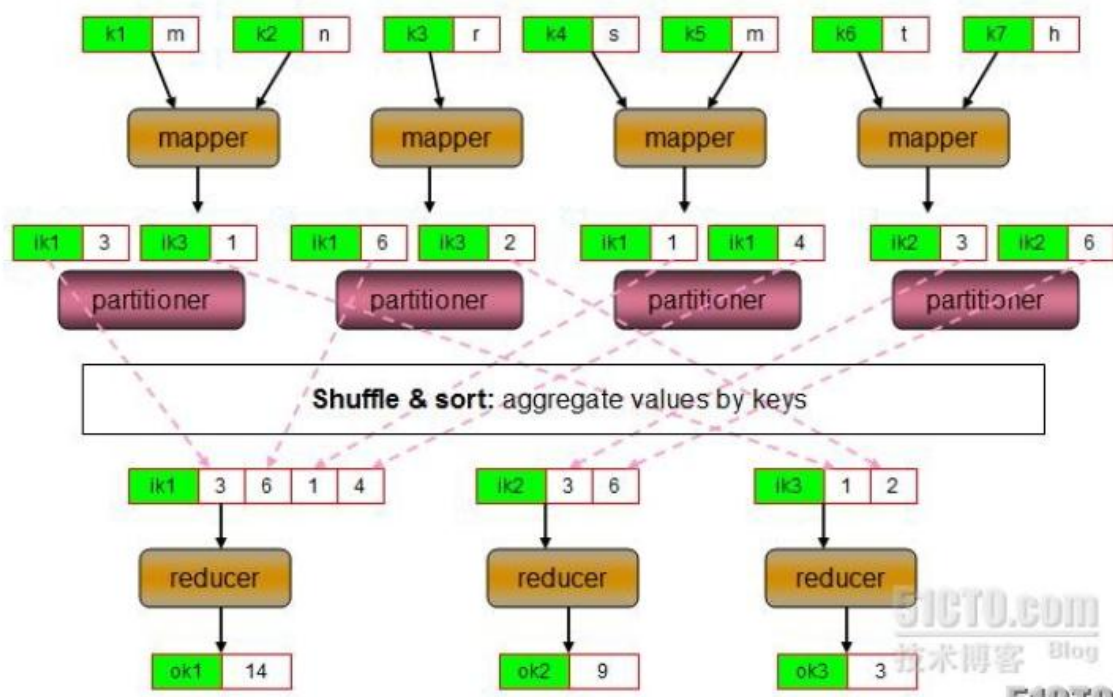 k1 m k2 n k3 r k4 s k5 m k6 t k7 h
mapper mapper mapper mapper
ik1 3 ik3 1 ik1 6 ik3 2 ik1 1 ik1 4 ik2 3 ik2 6
partitioner partitioner partitioner partitioner
Shuffle & sort: aggregate values by keys
ik1 3 6 1 4 ik2 3 6 ik3 1 2
reducer reducer reducer
51CTO.com
技术博客 Blog
ok1 14 ok2 9 ok3 3